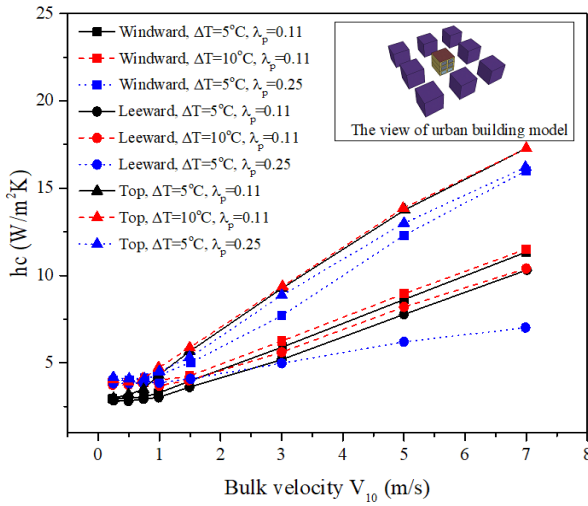 25
20
15
10
5
hc (W/m²K)
Windward, ΔT=5°C, λₚ=0.11
Windward, ΔT=10°C, λₚ=0.11
Windward, ΔT=5°C, λₚ=0.25
Leeward, ΔT=5°C, λₚ=0.11
Leeward, ΔT=10°C, λₚ=0.11
Leeward, ΔT=5°C, λₚ=0.25
Top, ΔT=5°C, λₚ=0.11
Top, ΔT=10°C, λₚ=0.11
Top, ΔT=5°C, λₚ=0.25
The view of urban building model
0 1 2 3 4 5 6 7 8
Bulk velocity V₁₀ (m/s)